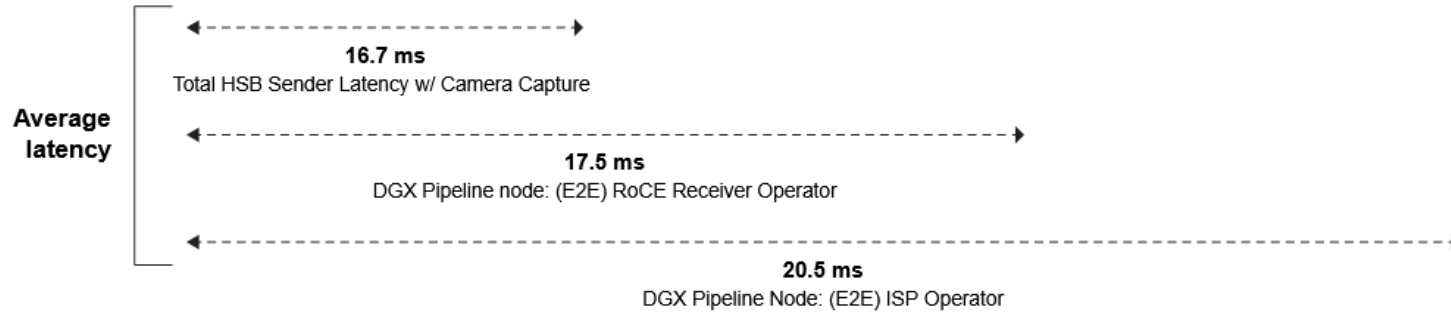 Average
latency
16.7 ms
Total HSB Sender Latency w/ Camera Capture
17.5 ms
DGX Pipeline node: (E2E) RoCE Receiver Operator
20.5 ms
DGX Pipeline Node: (E2E) ISP Operator